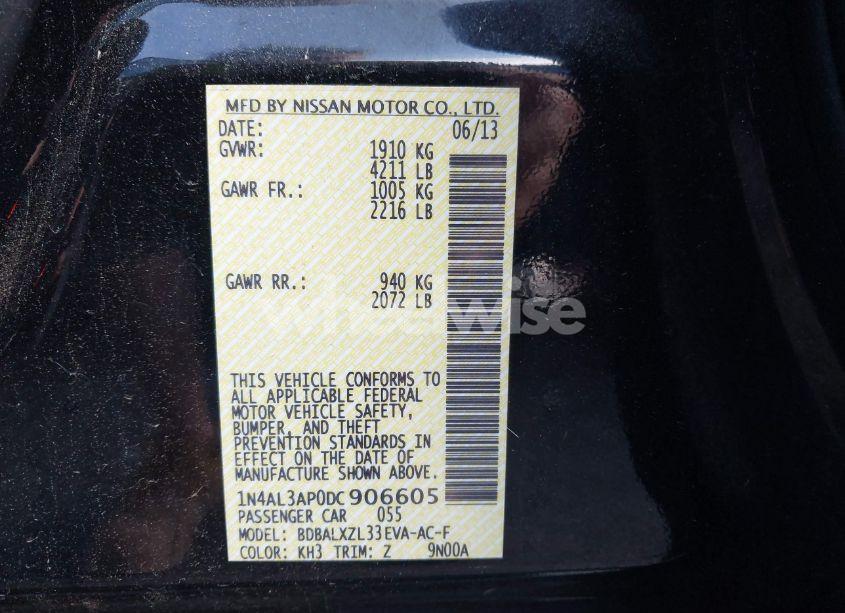 MFD BY NISSAN MOTOR CO., LTD.
DATE: 06/13
GVWR: 1910 KG
4211 LB
GAWR FR.: 1005 KG
2216 LB
GAWR RR.: 940 KG
2072 LB
THIS VEHICLE CONFORMS TO
ALL APPLICABLE FEDERAL
MOTOR VEHICLE SAFETY,
BUMPER, AND THEFT
PREVENTION STANDARDS IN
EFFECT ON THE DATE OF
MANUFACTURE SHOWN ABOVE.
1N4AL3AP0DC906605
PASSENGER CAR 055
MODEL: BDBALXZL33EVA-AC-F
COLOR: KH3 TRIM: Z 9N00A